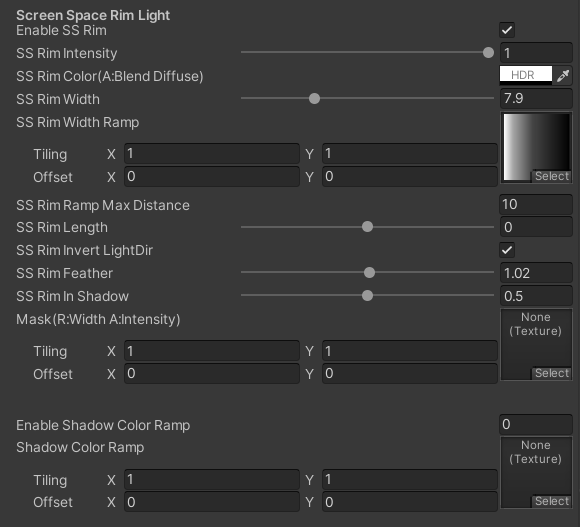 Screen Space Rim Light
Enable SS Rim
SS Rim Intensity 1
SS Rim Color(A:Blend Diffuse) HDR
SS Rim Width 7.9
SS Rim Width Ramp
Tiling X 1 Y 1
Offset X 0 Y 0 Select
SS Rim Ramp Max Distance 10
SS Rim Length 0
SS Rim Invert LightDir
SS Rim Feather 1.02
SS Rim In Shadow 0.5
Mask(R:Width A:Intensity) None
(Texture)
Tiling X 1 Y 1
Offset X 0 Y 0 Select
Enable Shadow Color Ramp 0
Shadow Color Ramp None
(Texture)
Tiling X 1 Y 1
Offset X 0 Y 0 Select